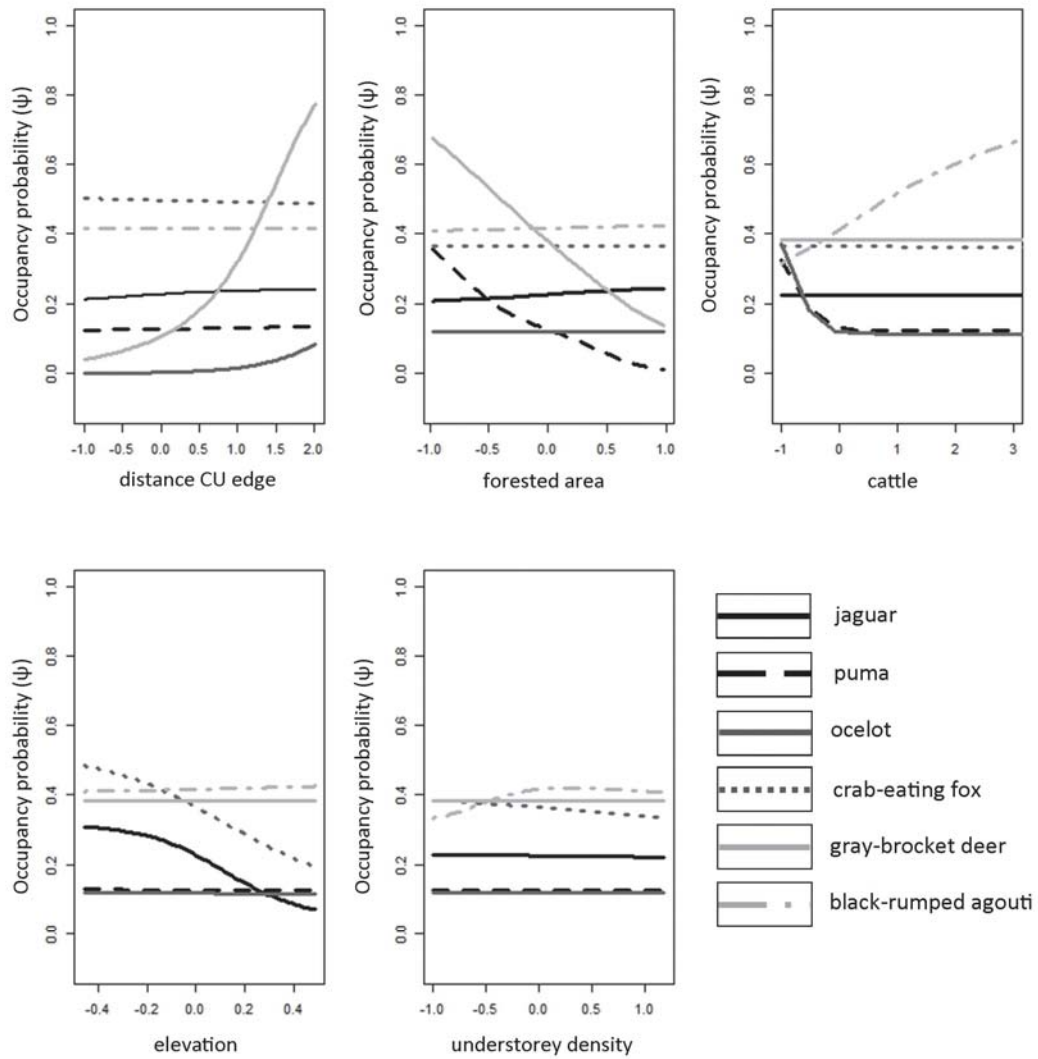 Occupancy probability (ψ)
1.0
0.8
0.6
0.4
0.2
0.0
-1.0 -0.5 0.0 0.5 1.0 1.5 2.0
distance CU edge
Occupancy probability (ψ)
1.0
0.8
0.6
0.4
0.2
0.0
-1.0 -0.5 0.0 0.5 1.0
forested area
Occupancy probability (ψ)
1.0
0.8
0.6
0.4
0.2
0.0
-1 0 1 2 3
cattle
Occupancy probability (ψ)
1.0
0.8
0.6
0.4
0.2
0.0
-0.4 -0.2 0.0 0.2 0.4
elevation
Occupancy probability (ψ)
1.0
0.8
0.6
0.4
0.2
0.0
-1.0 -0.5 0.0 0.5 1.0
understorey density
jaguar
puma
ocelot
crab-eating fox
gray-brocket deer
black-rumped agouti